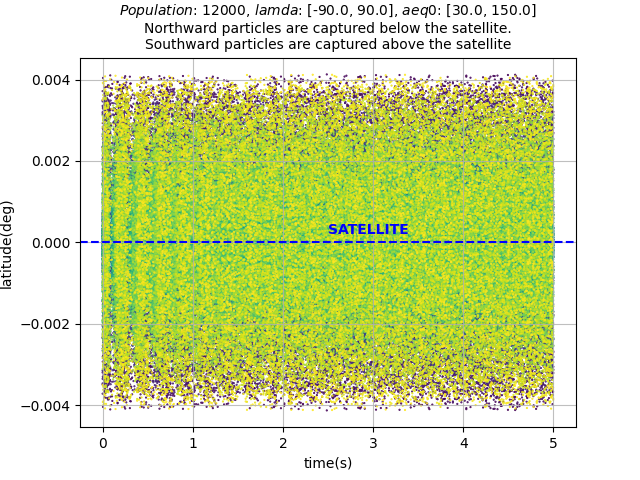 Population: 12000, lamda: [-90.0, 90.0], aeq0: [30.0, 150.0]
Northward particles are captured below the satellite.
Southward particles are captured above the satellite
latitude(deg)
0.004
0.002
0.000
−0.002
−0.004
SATELLITE
0 1 2 3 4 5
time(s)